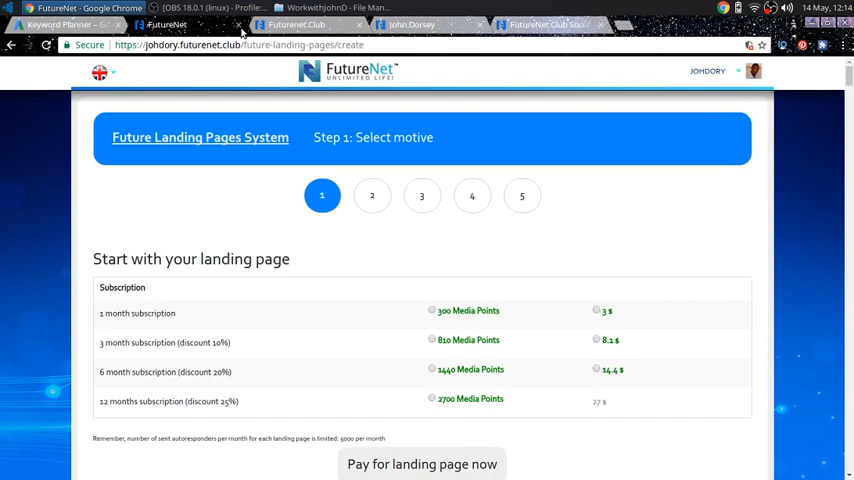 FutureNet - Google Chrome
[OBS 18.0.1 (linux) - Profile:...
WorkwithJohnD - File Man...
14 May, 12:14
Keyword Planner – Go
FutureNet
Futurenet.Club
John.Dorsey
FutureNet.Club Soci
Secure
https://johdory.futurenet.club/future-landing-pages/create
FutureNet™
UNLIMITED LIFE!
JOHDORY
Future Landing Pages System
Step 1: Select motive
1
2
3
4
5
Start with your landing page
Subscription
1 month subscription 300 Media Points 3 $
3 month subscription (discount 10%) 810 Media Points 8.1 $
6 month subscription (discount 20%) 1440 Media Points 14.4 $
12 months subscription (discount 25%) 2700 Media Points 27 $
Remember, number of sent autoresponders per month for each landing page is limited: 5000 per month
Pay for landing page now